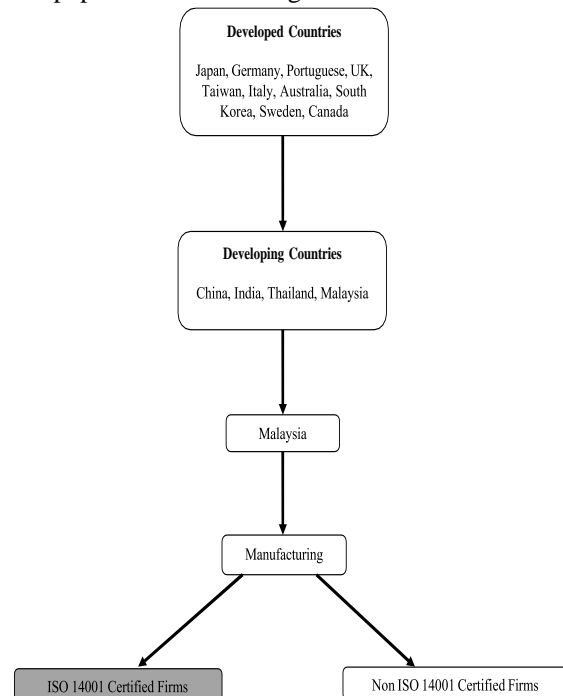 Developed Countries
Japan, Germany, Portuguese, UK,
Taiwan, Italy, Australia, South
Korea, Sweden, Canada
Developing Countries
China, India, Thailand, Malaysia
Malaysia
Manufacturing
ISO 14001 Certified Firms
Non ISO 14001 Certified Firms